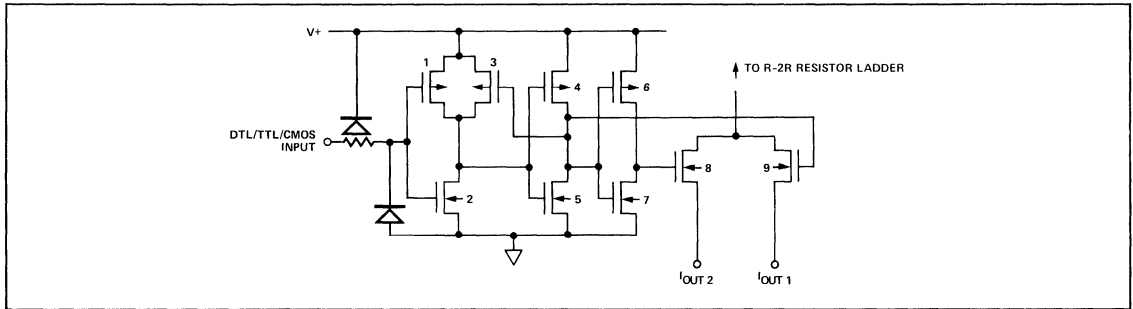 V+
1
3
4
6
TO R-2R RESISTOR LADDER
DTL/TTL/CMOS
INPUT
2
5
7
8
9
IOUT 2
IOUT 1